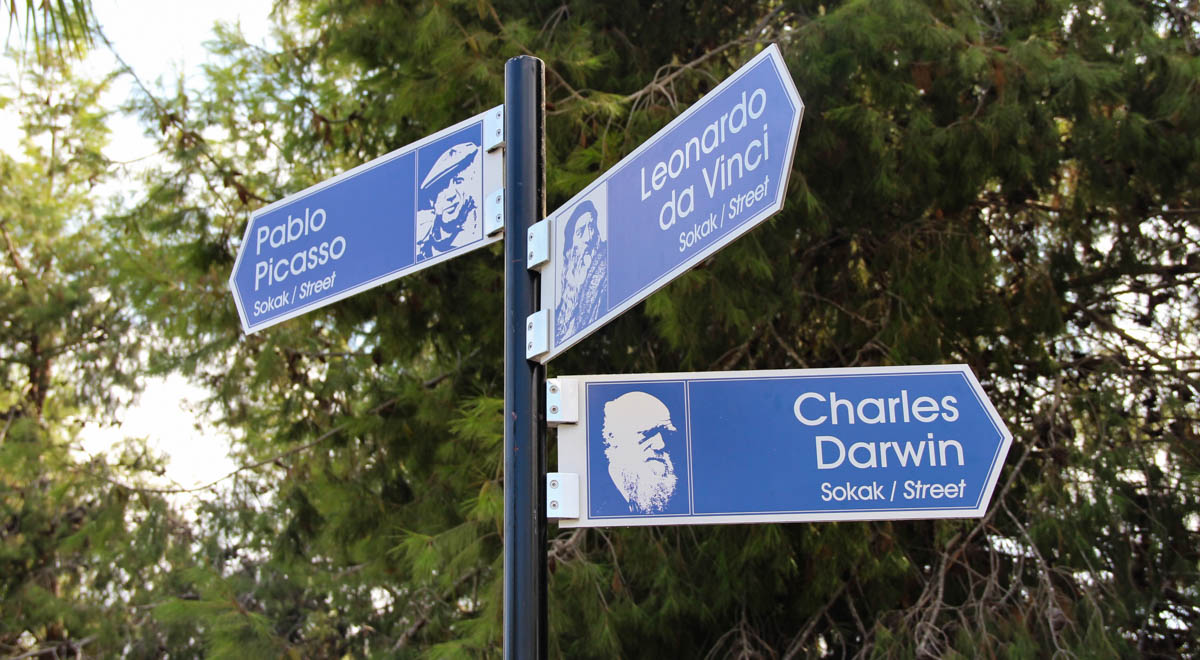 Pablo
Picasso
Sokak / Street
Leonardo
da Vinci
Sokak / Street
Charles
Darwin
Sokak / Street